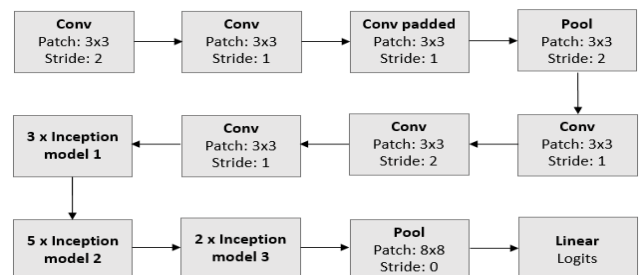 Conv
Patch: 3x3
Stride: 2
Conv
Patch: 3x3
Stride: 1
Conv padded
Patch: 3x3
Stride: 1
Pool
Patch: 3x3
Stride: 2
Conv
Patch: 3x3
Stride: 1
Conv
Patch: 3x3
Stride: 2
Conv
Patch: 3x3
Stride: 1
3 x Inception
model 1
5 x Inception
model 2
2 x Inception
model 3
Pool
Patch: 8x8
Stride: 0
Linear
Logits